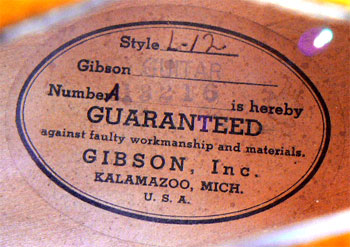 Style L-12
Gibson GUITAR
Number A is hereby
GUARANTEED
against faulty workmanship and materials.
GIBSON, Inc.
KALAMAZOO, MICH.
U. S. A.